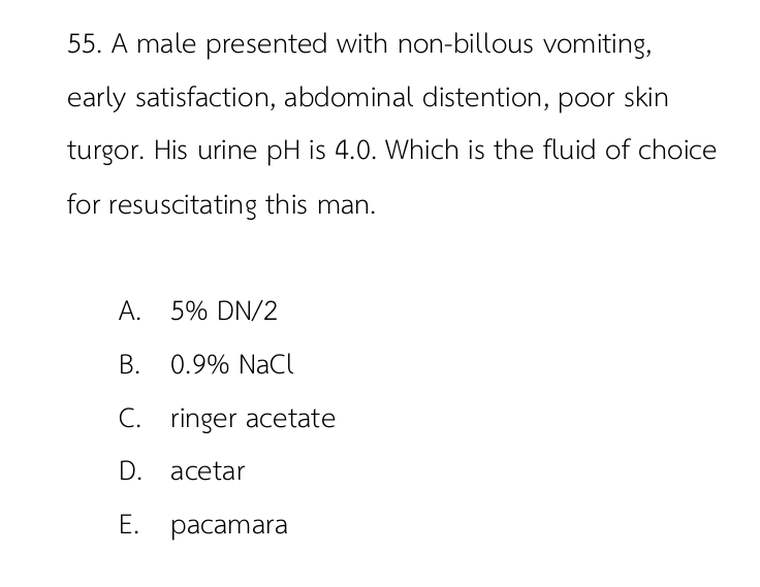 55. A male presented with non-billous vomiting,
early satisfaction, abdominal distention, poor skin
turgor. His urine pH is 4.0. Which is the fluid of choice
for resuscitating this man.
A. 5% DN/2
B. 0.9% NaCl
C. ringer acetate
D. acetar
E. pacamara